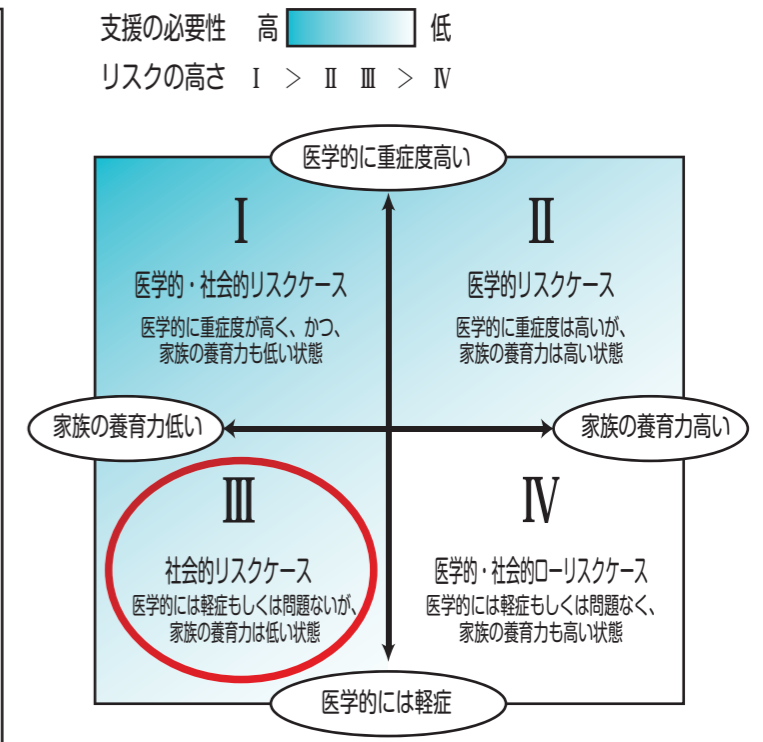 支援の必要性 高 低
リスクの高さ Ⅰ ＞ Ⅱ Ⅲ ＞ Ⅳ
医学的に重症度高い
Ⅰ
医学的・社会的リスクケース
医学的に重症度が高く、かつ、
家族の養育力も低い状態
Ⅱ
医学的リスクケース
医学的に重症度は高いが、
家族の養育力は高い状態
家族の養育力低い
家族の養育力高い
Ⅲ
社会的リスクケース
医学的には軽症もしくは問題ないが、
家族の養育力は低い状態
Ⅳ
医学的・社会的ローリスクケース
医学的には軽症もしくは問題なく、
家族の養育力も高い状態
医学的には軽症